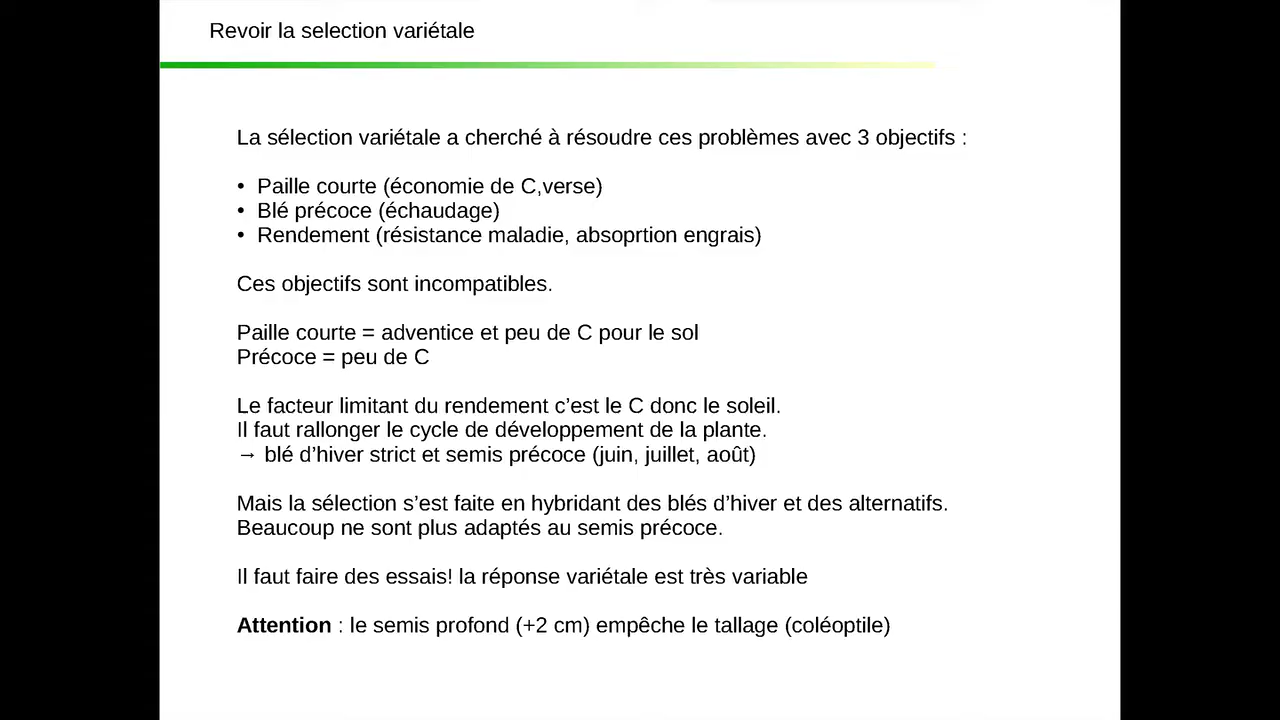 Revoir la selection variétale
La sélection variétale a cherché à résoudre ces problèmes avec 3 objectifs :
• Paille courte (économie de C,verse)
• Blé précoce (échaudage)
• Rendement (résistance maladie, absoprtion engrais)
Ces objectifs sont incompatibles.
Paille courte = adventice et peu de C pour le sol
Précoce = peu de C
Le facteur limitant du rendement c’est le C donc le soleil.
Il faut rallonger le cycle de développement de la plante.
→ blé d’hiver strict et semis précoce (juin, juillet, août)
Mais la sélection s’est faite en hybridant des blés d’hiver et des alternatifs.
Beaucoup ne sont plus adaptés au semis précoce.
Il faut faire des essais! la réponse variétale est très variable
Attention : le semis profond (+2 cm) empêche le tallage (coléoptile)